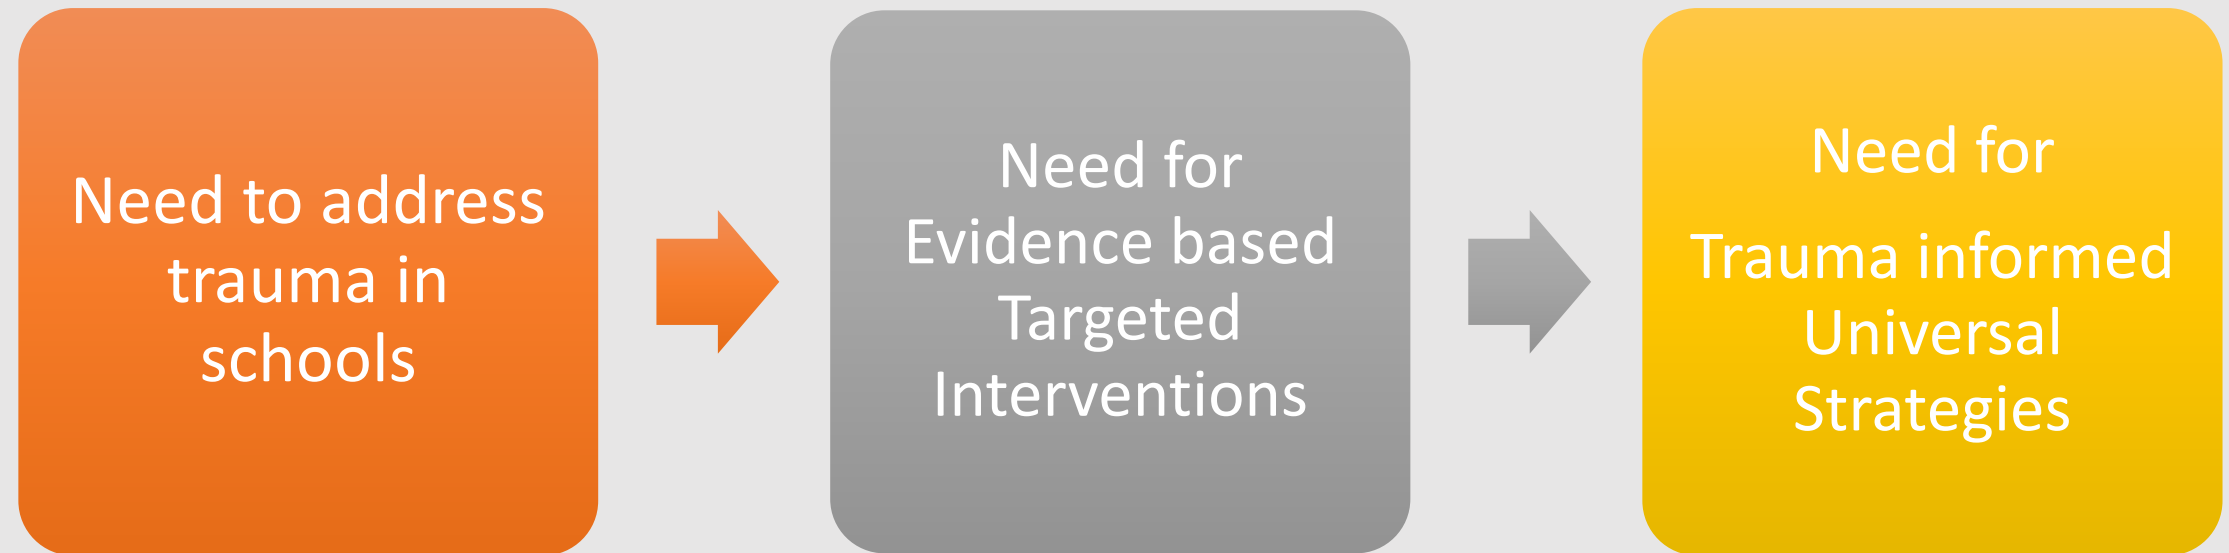 Need to address
trauma in
schools
Need for
Evidence based
Targeted
Interventions
Need for
Trauma informed
Universal
Strategies